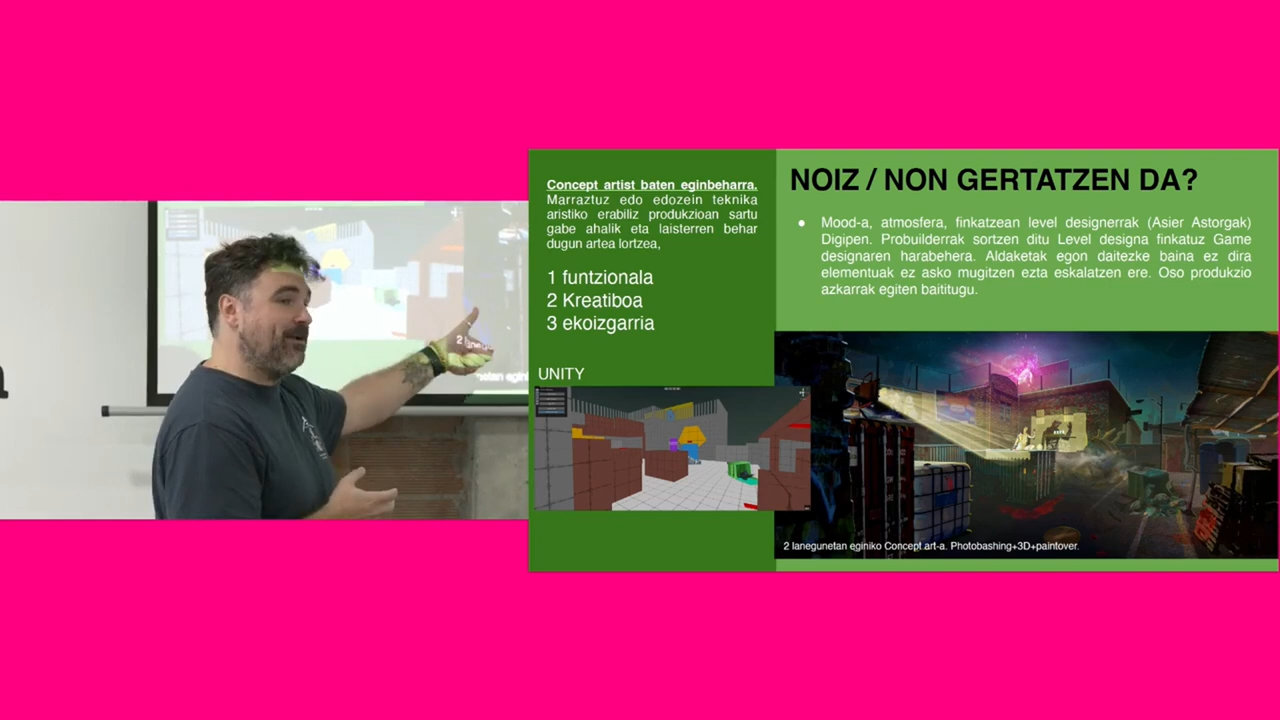 Concept artist baten eginbeharra.
Marraztuz edo edozein teknika
aristiko erabiliz produkzioan sartu
gabe ahalik eta laisterren behar
dugun artea lortzea,
1 funtzionala
2 Kreatiboa
3 ekoizgarria
UNITY
NOIZ / NON GERTATZEN DA?
● Mood-a, atmosfera, finkatzean level designerrak (Asier Astorgak)
Digipen. Probuilderrak sortzen ditu Level designa finkatuz Game
designaren harabehera. Aldaketak egon daitezke baina ez dira
elementuak ez asko mugitzen ezta eskalatzen ere. Oso produkzio
azkarrak egiten baititugu.
2 lanegunetan eginiko Concept art-a. Photobashing+3D+paintover.